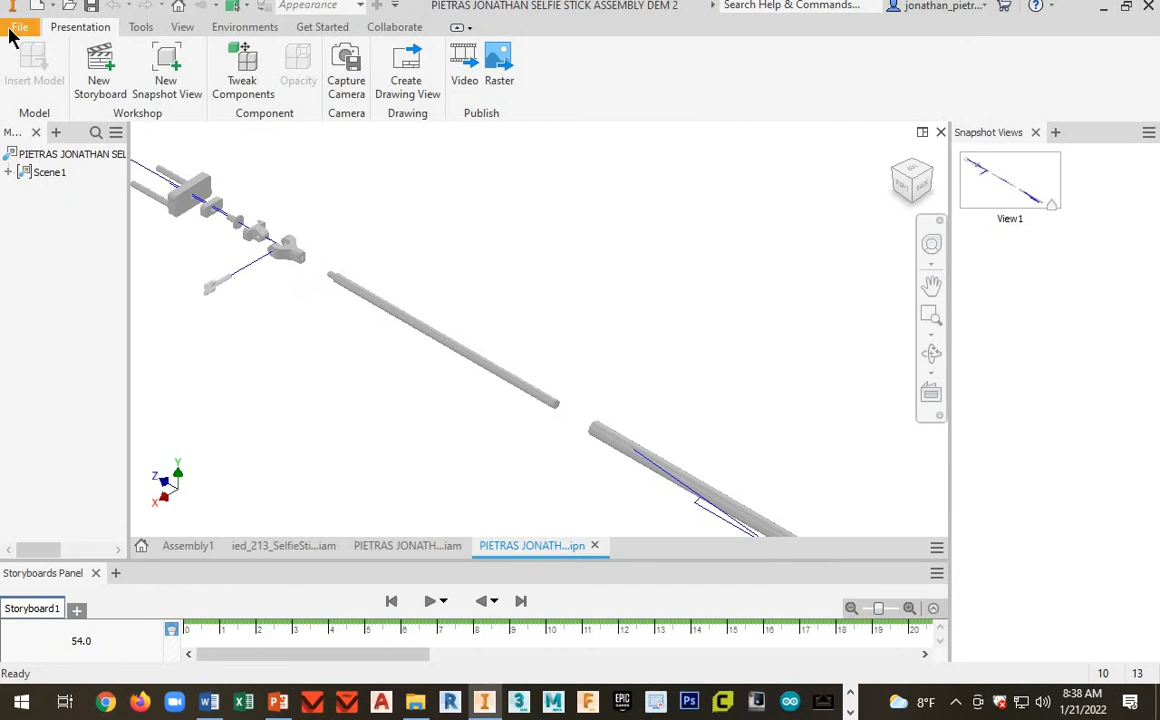 Appearance
PIETRAS JONATHAN SELFIE STICK ASSEMBLY DEM 2
Search Help & Commands...
jonathan_pietr...
File Presentation Tools View Environments Get Started Collaborate
Insert Model
New Storyboard
New Snapshot View
Tweak Components
Opacity
Capture Camera
Create Drawing View
Video
Raster
Model Workshop Component Camera Drawing Publish
M...
Snapshot Views
PIETRAS JONATHAN SEL
Scene1
View1
Y
Z
X
Assembly1 ied_213_SelfieSti...iam PIETRAS JONATH...iam PIETRAS JONATH...ipn
Storyboards Panel
Storyboard1
0 1 2 3 4 5 6 7 8 9 10 11 12 13 14 15 16 17 18 19 20
54.0
Ready
10 13
8°F
8:38 AM
1/21/2022